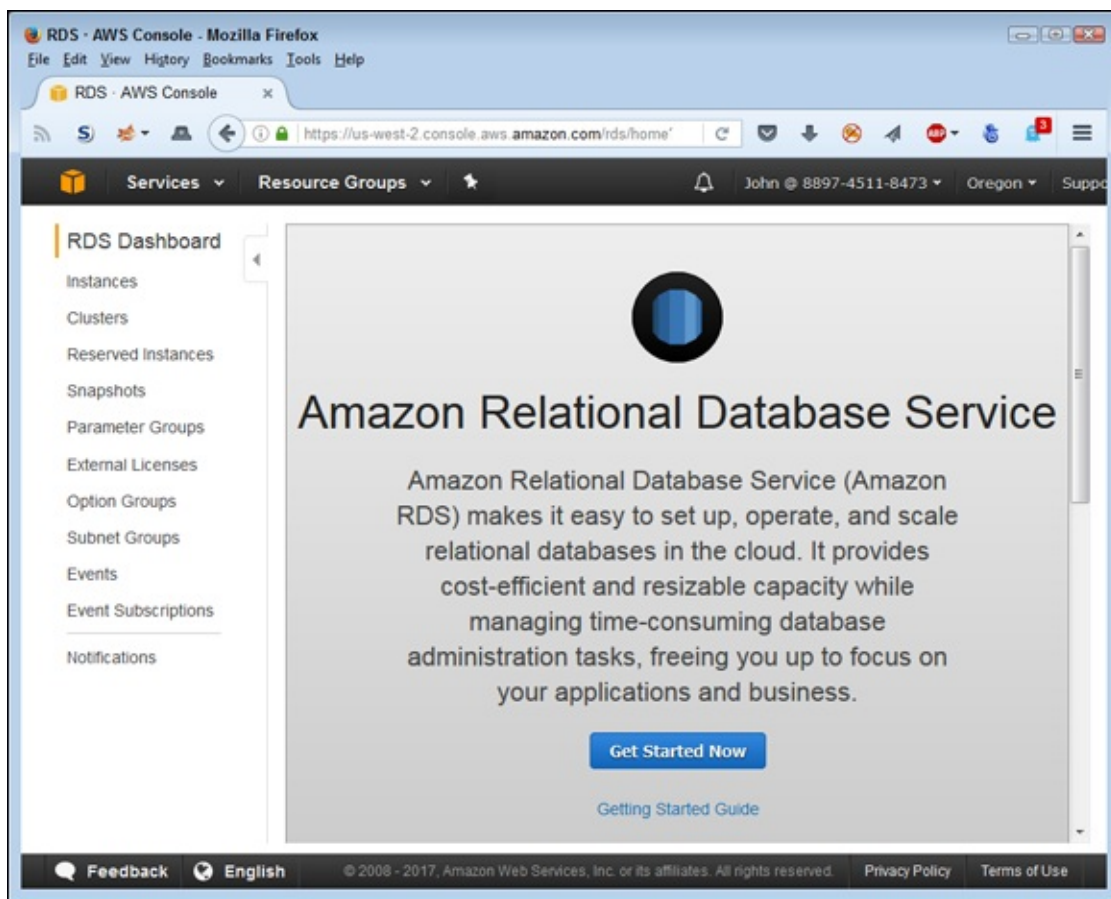 RDS · AWS Console - Mozilla Firefox
File Edit View History Bookmarks Tools Help
RDS · AWS Console
https://us-west-2.console.aws.amazon.com/rds/home?
ABP
3
Services
Resource Groups
John @ 8897-4511-8473
Oregon
Suppo
RDS Dashboard
Instances
Clusters
Reserved Instances
Snapshots
Parameter Groups
External Licenses
Option Groups
Subnet Groups
Events
Event Subscriptions
Notifications
Amazon Relational Database Service
Amazon Relational Database Service (Amazon
RDS) makes it easy to set up, operate, and scale
relational databases in the cloud. It provides
cost-efficient and resizable capacity while
managing time-consuming database
administration tasks, freeing you up to focus on
your applications and business.
Get Started Now
Getting Started Guide
Feedback
English
© 2008 - 2017, Amazon Web Services, Inc. or its affiliates. All rights reserved.
Privacy Policy
Terms of Use